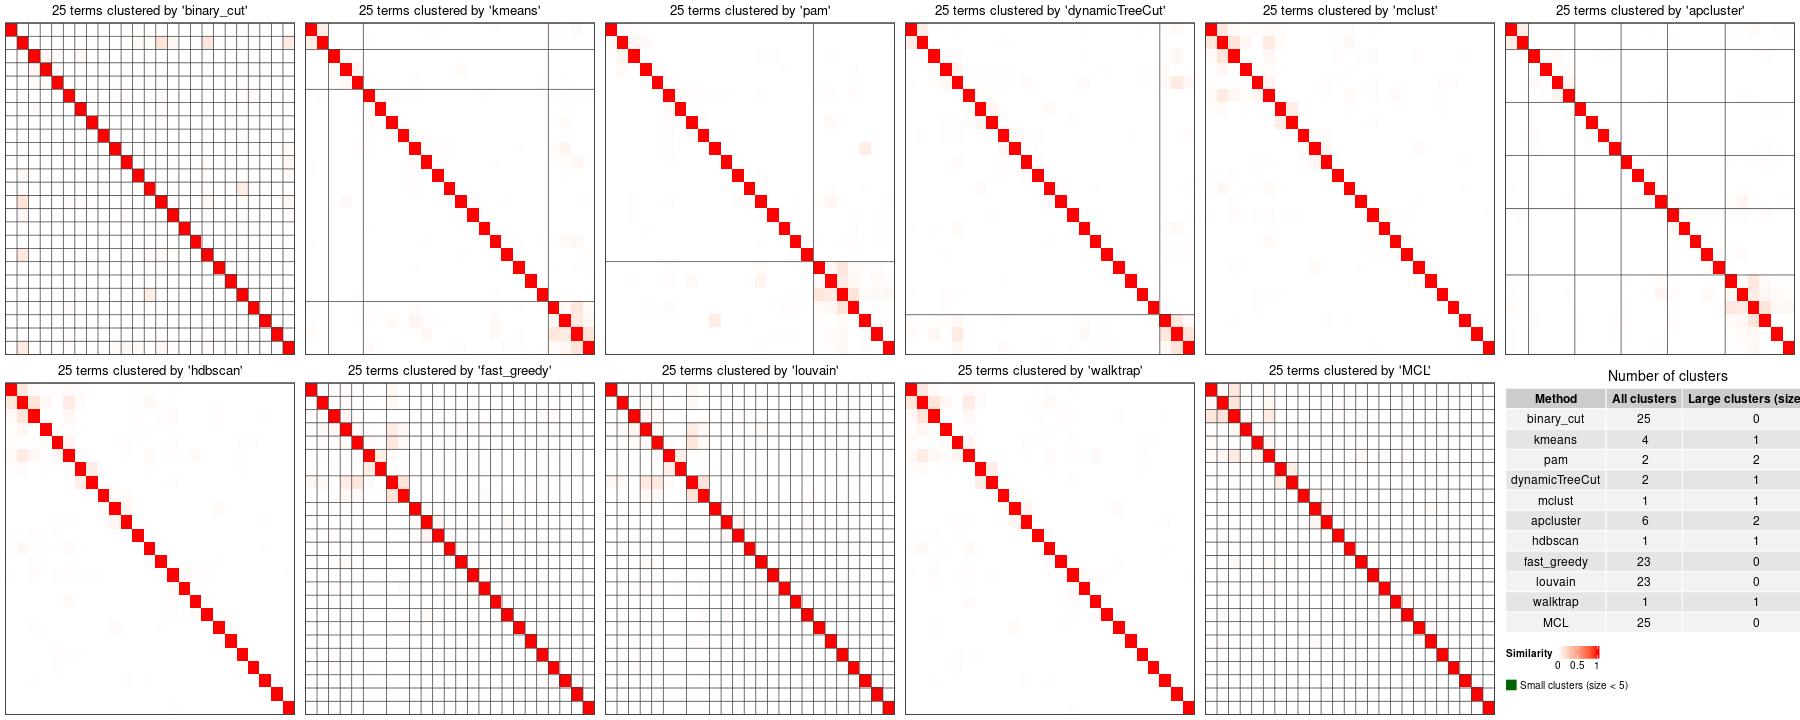 25 terms clustered by 'binary_cut'
25 terms clustered by 'kmeans'
25 terms clustered by 'pam'
25 terms clustered by 'dynamicTreeCut'
25 terms clustered by 'mclust'
25 terms clustered by 'apcluster'
25 terms clustered by 'hdbscan'
25 terms clustered by 'fast_greedy'
25 terms clustered by 'louvain'
25 terms clustered by 'walktrap'
25 terms clustered by 'MCL'
Number of clusters
Method All clusters Large clusters (size
binary_cut 25 0
kmeans 4 1
pam 2 2
dynamicTreeCut 2 1
mclust 1 1
apcluster 6 2
hdbscan 1 1
fast_greedy 23 0
louvain 23 0
walktrap 1 1
MCL 25 0
Similarity
0 0.5 1
Small clusters (size < 5)